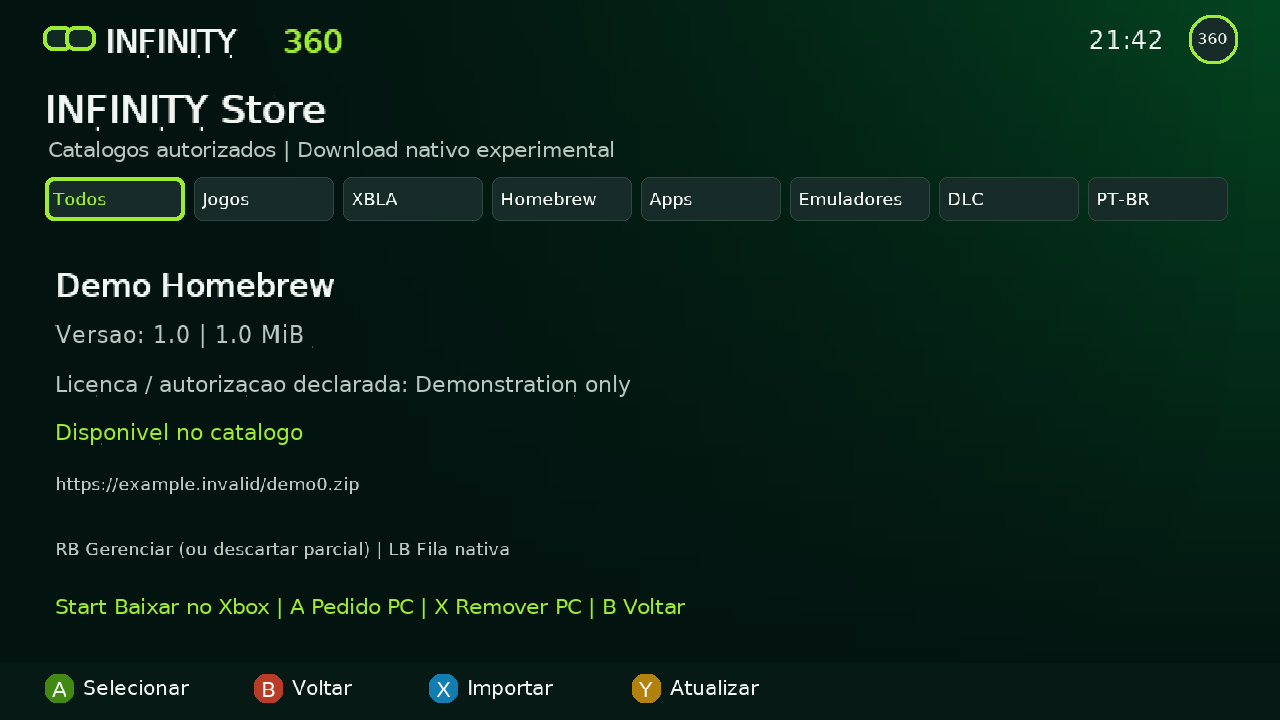 INFINITY 360
21:42
360
INFINITY Store
Catalogos autorizados | Download nativo experimental
Todos Jogos XBLA Homebrew Apps Emuladores DLC PT-BR
Demo Homebrew
Versao: 1.0 | 1.0 MiB
Licenca / autorizacao declarada: Demonstration only
Disponivel no catalogo
https://example.invalid/demo0.zip
RB Gerenciar (ou descartar parcial) | LB Fila nativa
Start Baixar no Xbox | A Pedido PC | X Remover PC | B Voltar
A Selecionar B Voltar X Importar Y Atualizar